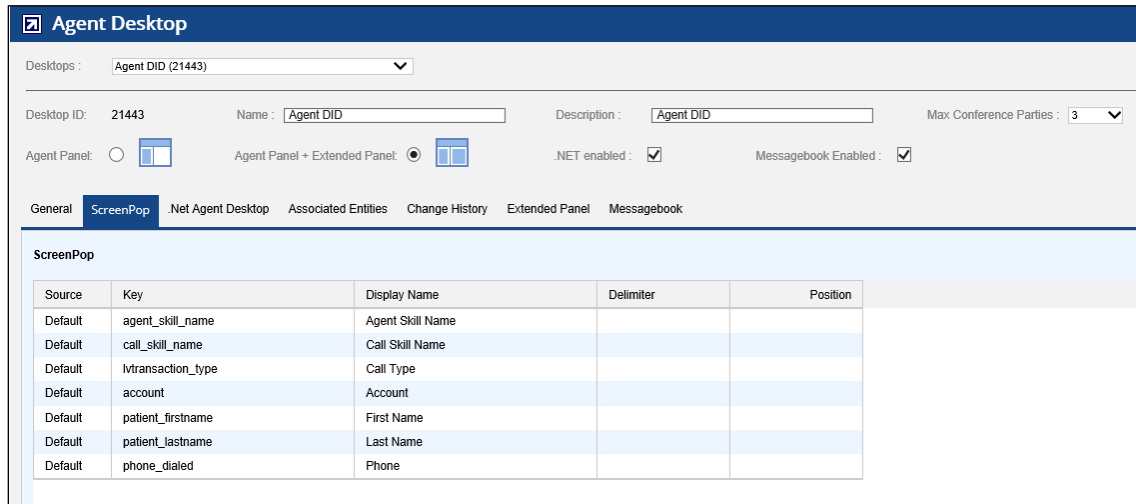 Agent Desktop
Desktops : Agent DID (21443)
Desktop ID: 21443 Name : Agent DID Description : Agent DID Max Conference Parties : 3
Agent Panel: Agent Panel + Extended Panel: .NET enabled : Messagebook Enabled :
General ScreenPop .Net Agent Desktop Associated Entities Change History Extended Panel Messagebook
ScreenPop
Source Key Display Name Delimiter Position
Default agent_skill_name Agent Skill Name
Default call_skill_name Call Skill Name
Default lvtransaction_type Call Type
Default account Account
Default patient_firstname First Name
Default patient_lastname Last Name
Default phone_dialed Phone